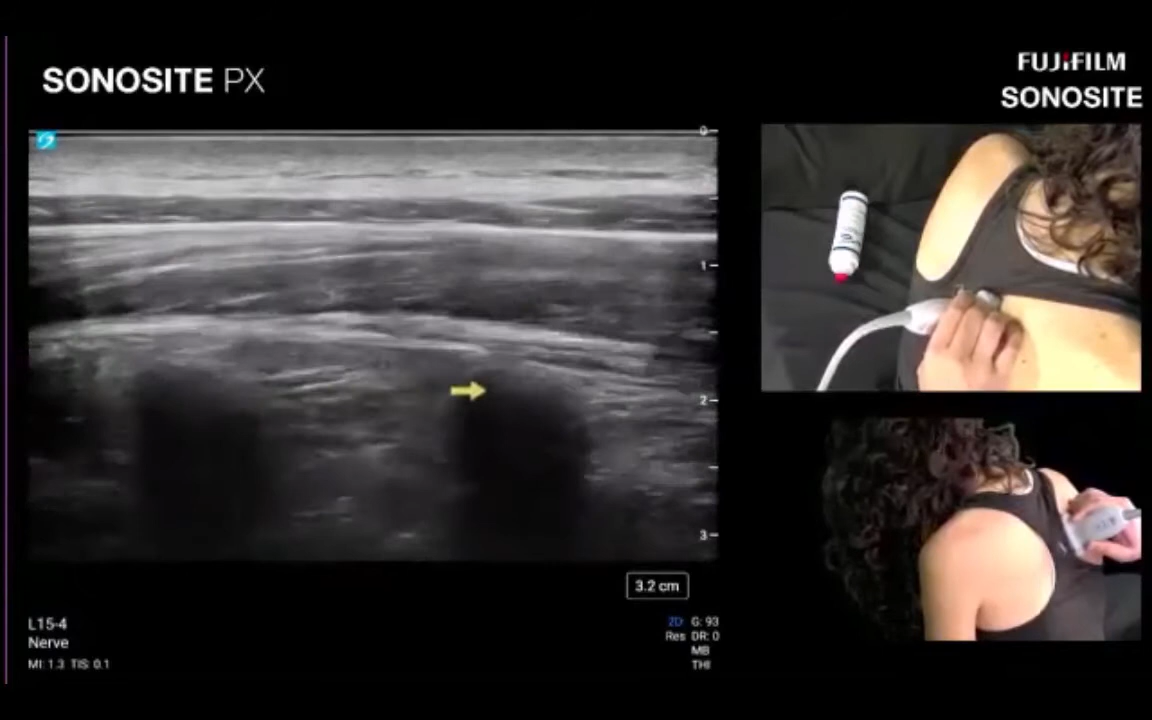 SONOSITE PX
FUJIFILM
SONOSITE
0
1
2
3
3.2 cm
L15-4
Nerve
MI: 1.3 TIS: 0.1
2D G: 93
Res DR: 0
MB
THI